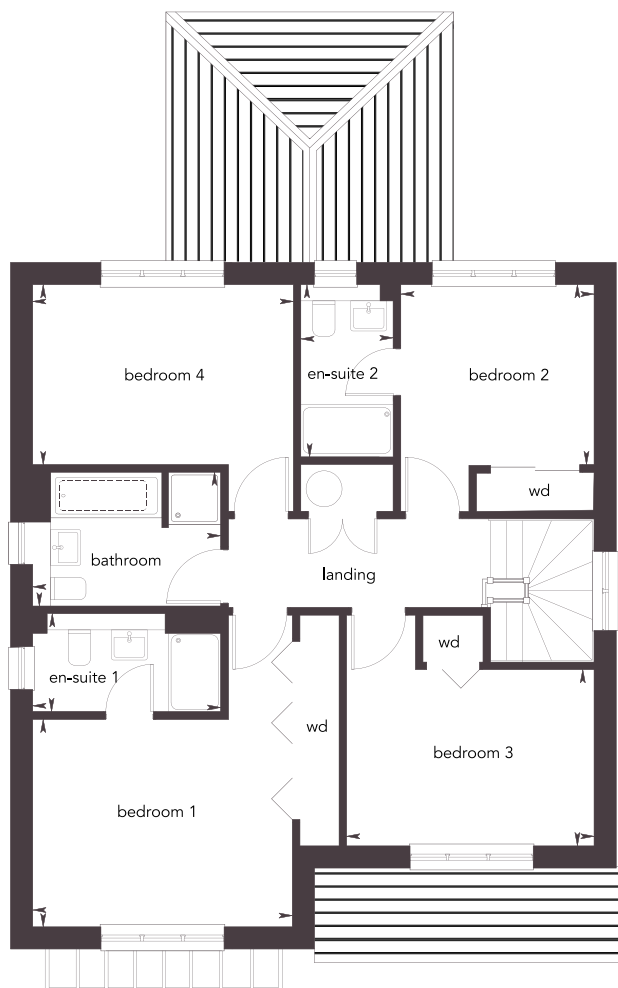 bedroom 4
en-suite 2
bedroom 2
wd
bathroom
landing
wd
en-suite 1
wd
bedroom 3
bedroom 1